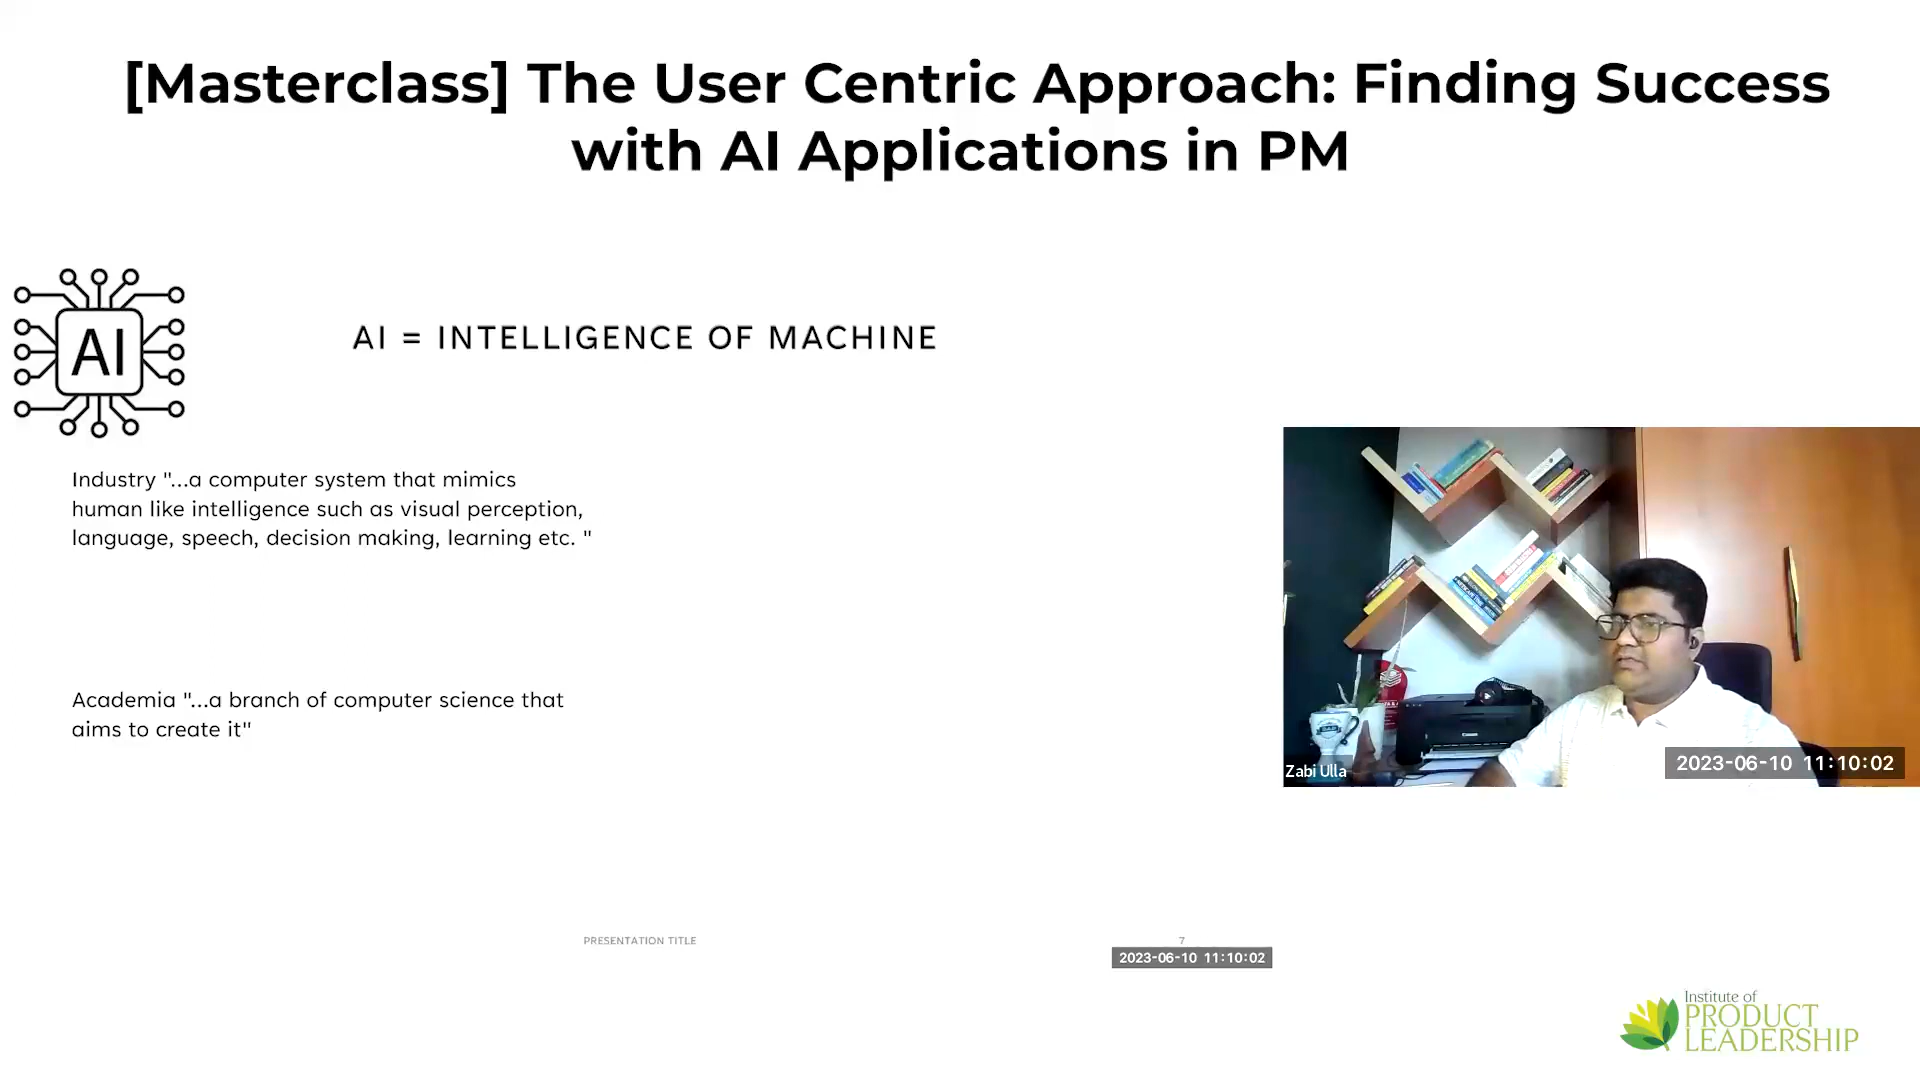 [Masterclass] The User Centric Approach: Finding Success
with AI Applications in PM
AI
AI = INTELLIGENCE OF MACHINE
Industry "...a computer system that mimics
human like intelligence such as visual perception,
language, speech, decision making, learning etc. "
Academia "...a branch of computer science that
aims to create it"
Zabi Ulla
2023-06-10 11:10:02
PRESENTATION TITLE
7
2023-06-10 11:10:02
Institute of
PRODUCT
LEADERSHIP